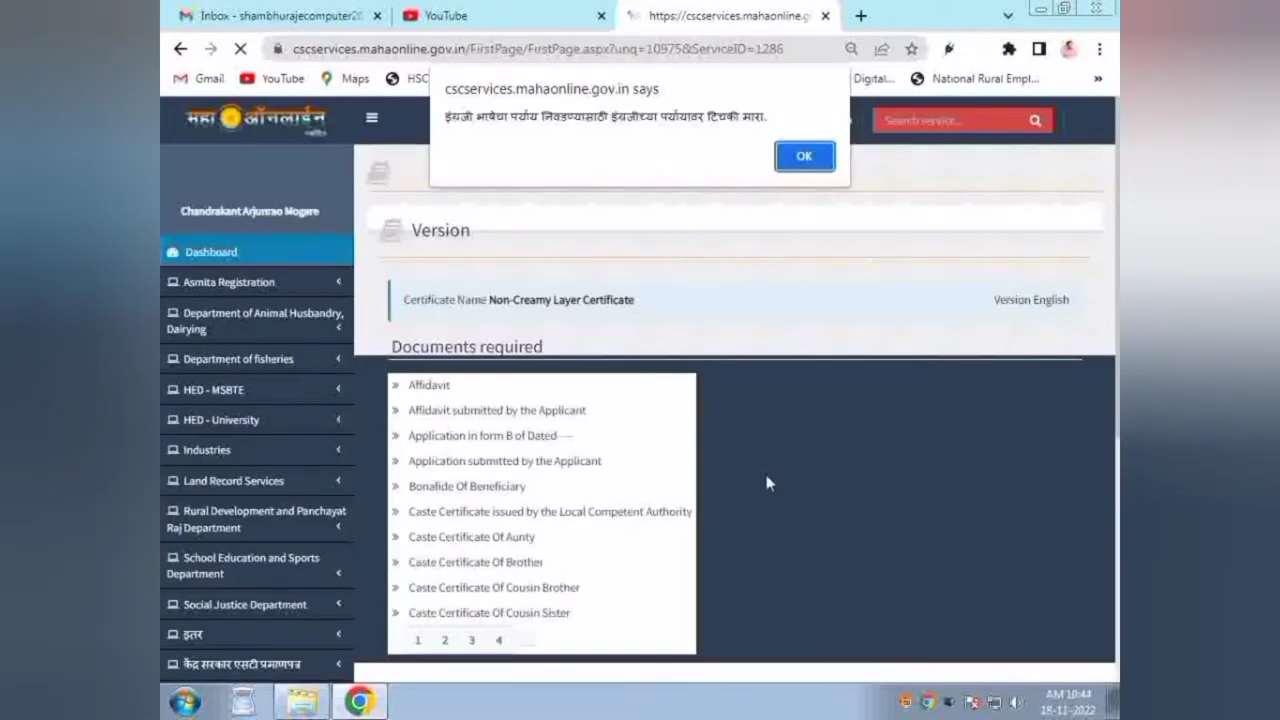 Inbox - shambhurajecomputer2
YouTube
https://cscservices.mahaonline.g
cscservices.mahaonline.gov.in/FirstPage/FirstPage.aspx?unq=10975&ServiceID=1286
Gmail
YouTube
Maps
HSC
Digital...
National Rural Empl...
cscservices.mahaonline.gov.in says
इंग्रजी भाषेचा पर्याय निवडण्यासाठी इंग्रजीच्या पर्यायावर टिचकी मारा.
OK
महाऑनलाईन
Search service...
Chandrakant Arjunrao Mogare
Dashboard
Asmita Registration
Department of Animal Husbandry,
Dairying
Department of fisheries
HED - MSBTE
HED - University
Industries
Land Record Services
Rural Development and Panchayat
Raj Department
School Education and Sports
Department
Social Justice Department
इतर
केंद्र सरकार एसटी प्रमाणपत्र
Version
Certificate Name Non-Creamy Layer Certificate
Version English
Documents required
Affidavit
Affidavit submitted by the Applicant
Application in form B of Dated----
Application submitted by the Applicant
Bonafide Of Beneficiary
Caste Certificate issued by the Local Competent Authority
Caste Certificate Of Aunty
Caste Certificate Of Brother
Caste Certificate Of Cousin Brother
Caste Certificate Of Cousin Sister
1 2 3 4
AM 10:44
18-11-2022